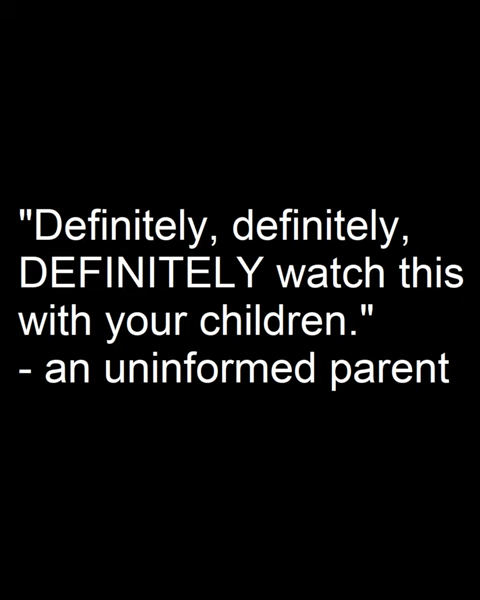 "Definitely, definitely,
DEFINITELY watch this
with your children."
- an uninformed parent